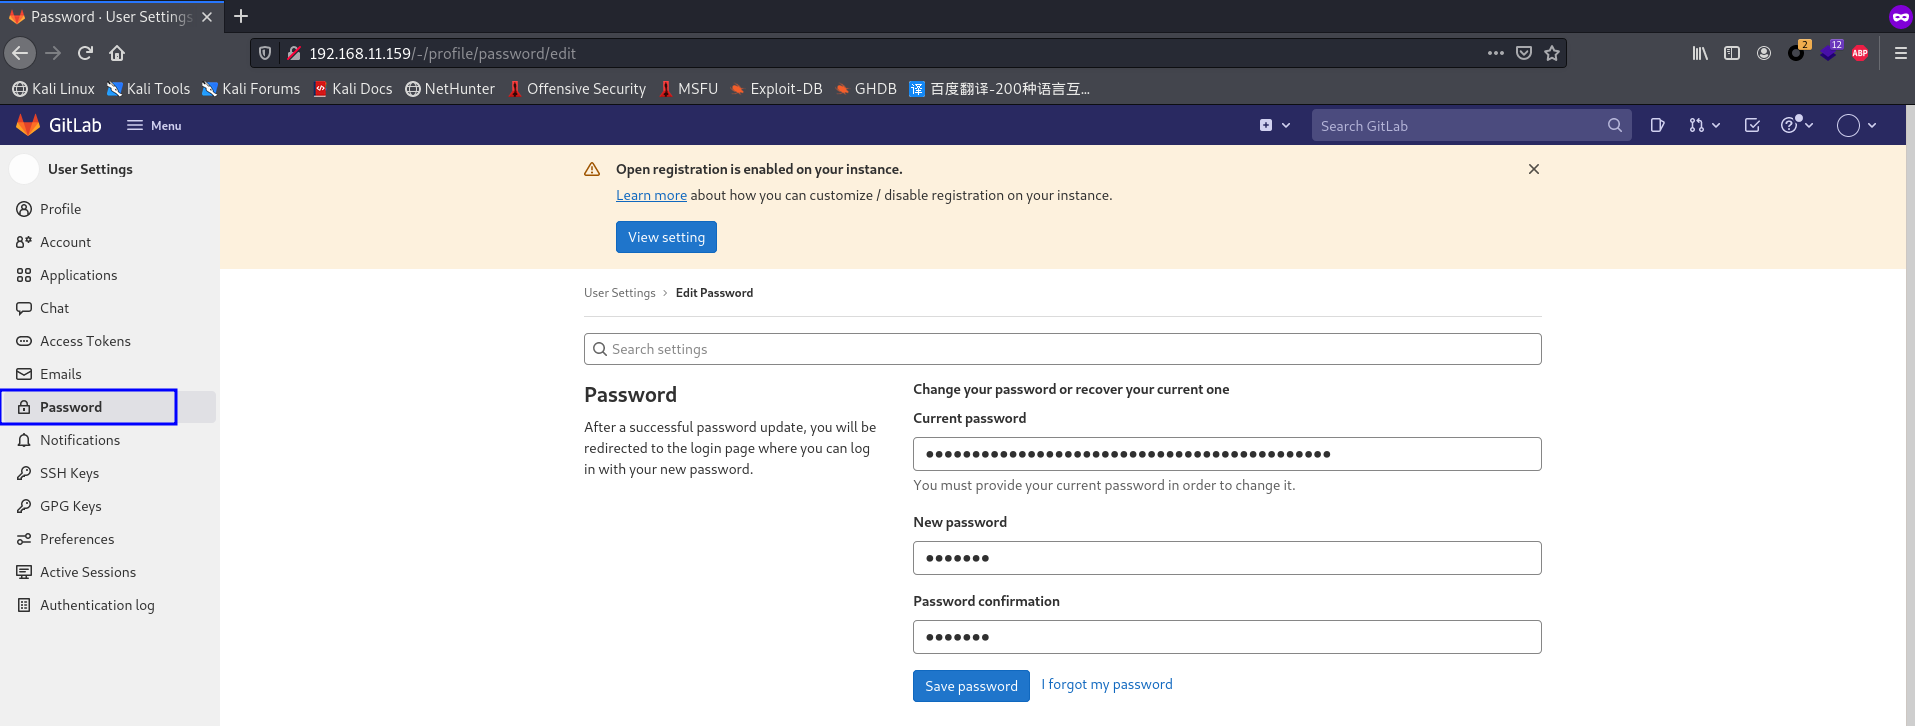 Password · User Settings
192.168.11.159/-/profile/password/edit
2
12
ABP
Kali Linux
Kali Tools
Kali Forums
Kali Docs
NetHunter
Offensive Security
MSFU
Exploit-DB
GHDB
译 百度翻译-200种语言互...
GitLab
Menu
Search GitLab
User Settings
Profile
Account
Applications
Chat
Access Tokens
Emails
Password
Notifications
SSH Keys
GPG Keys
Preferences
Active Sessions
Authentication log
Open registration is enabled on your instance.
Learn more about how you can customize / disable registration on your instance.
View setting
User Settings › Edit Password
Search settings
Password
After a successful password update, you will be
redirected to the login page where you can log
in with your new password.
Change your password or recover your current one
Current password
You must provide your current password in order to change it.
New password
Password confirmation
Save password
I forgot my password